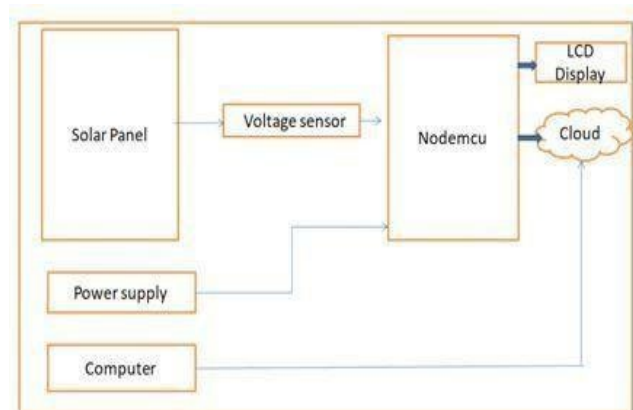 LCD
Display
Solar Panel
Voltage sensor
Nodemcu
Cloud
Power supply
Computer